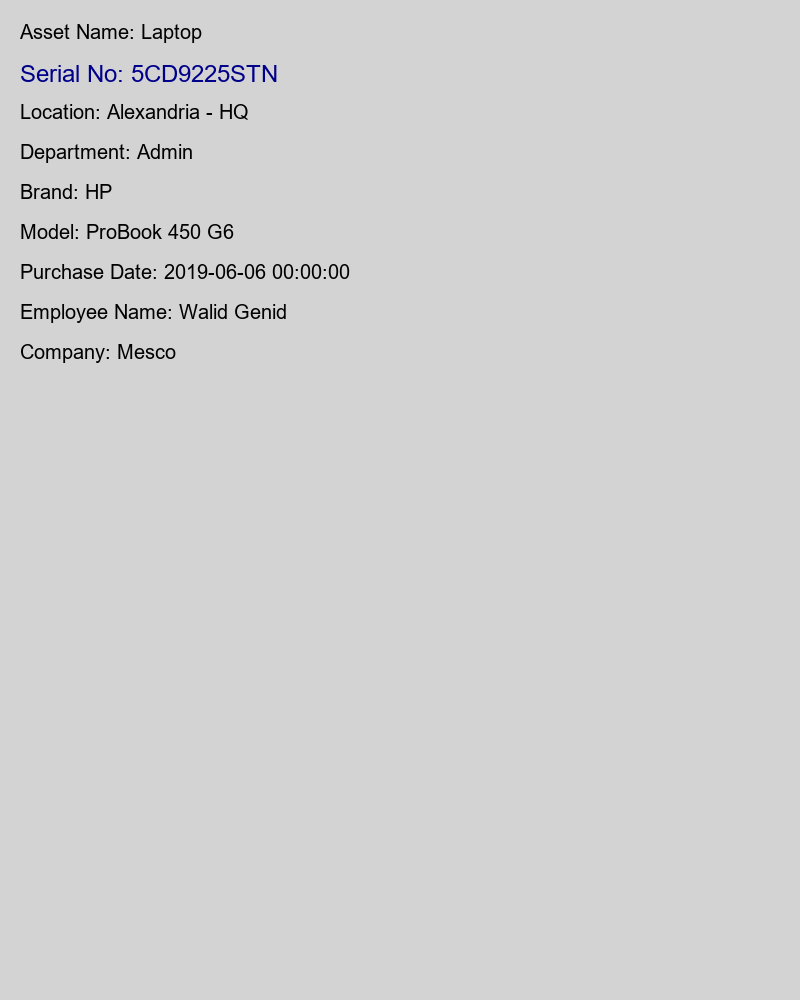 Asset Name: Laptop
Serial No: 5CD9225STN
Location: Alexandria - HQ
Department: Admin
Brand: HP
Model: ProBook 450 G6
Purchase Date: 2019-06-06 00:00:00
Employee Name: Walid Genid
Company: Mesco